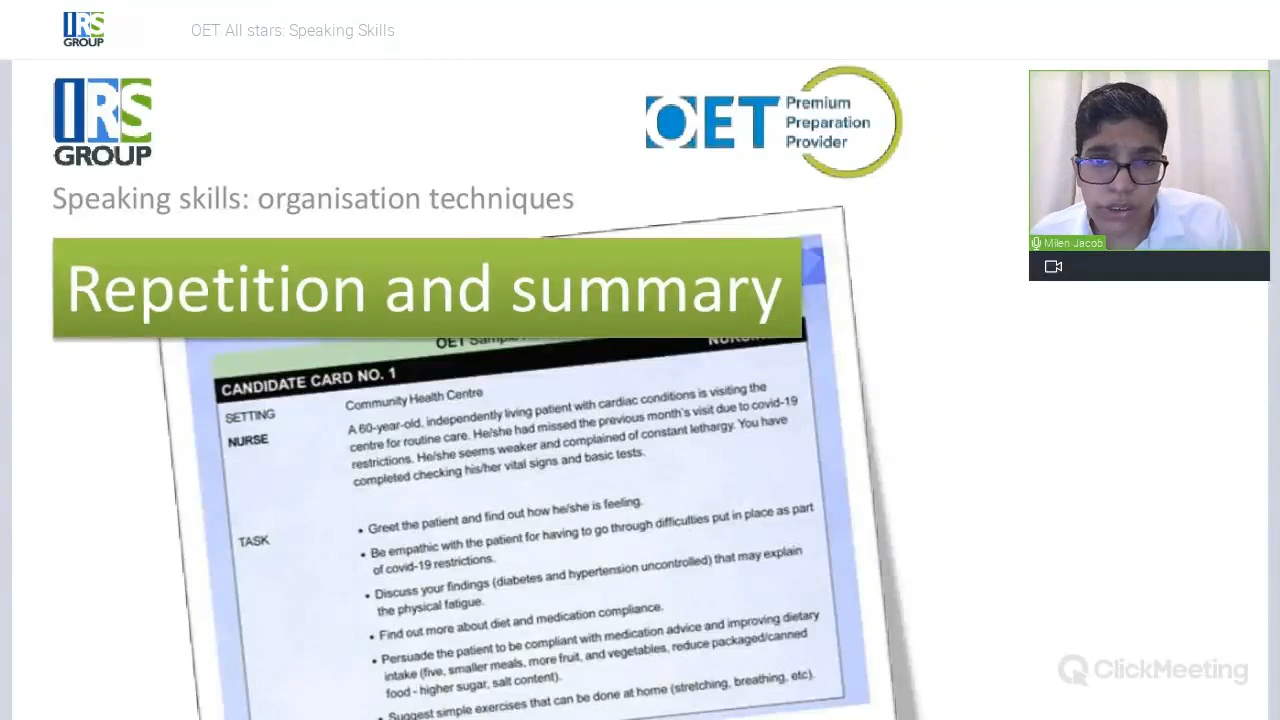 IRS
GROUP
OET All stars: Speaking Skills
IRS
GROUP
OET Premium
Preparation
Provider
Milen Jacob
Speaking skills: organisation techniques
Repetition and summary
OET Sample
CANDIDATE CARD NO. 1
SETTING Community Health Centre
NURSE A 60-year-old, independently living patient with cardiac conditions is visiting the
centre for routine care. He/she had missed the previous month's visit due to covid-19
restrictions. He/she seems weaker and complained of constant lethargy. You have
completed checking his/her vital signs and basic tests.
TASK • Greet the patient and find out how he/she is feeling.
• Be empathic with the patient for having to go through difficulties put in place as part
of covid-19 restrictions.
• Discuss your findings (diabetes and hypertension uncontrolled) that may explain
the physical fatigue.
• Find out more about diet and medication compliance.
• Persuade the patient to be compliant with medication advice and improving dietary
intake (five, smaller meals, more fruit, and vegetables, reduce packaged/canned
food - higher sugar, salt content).
• Suggest simple exercises that can be done at home (stretching, breathing, etc).
ClickMeeting